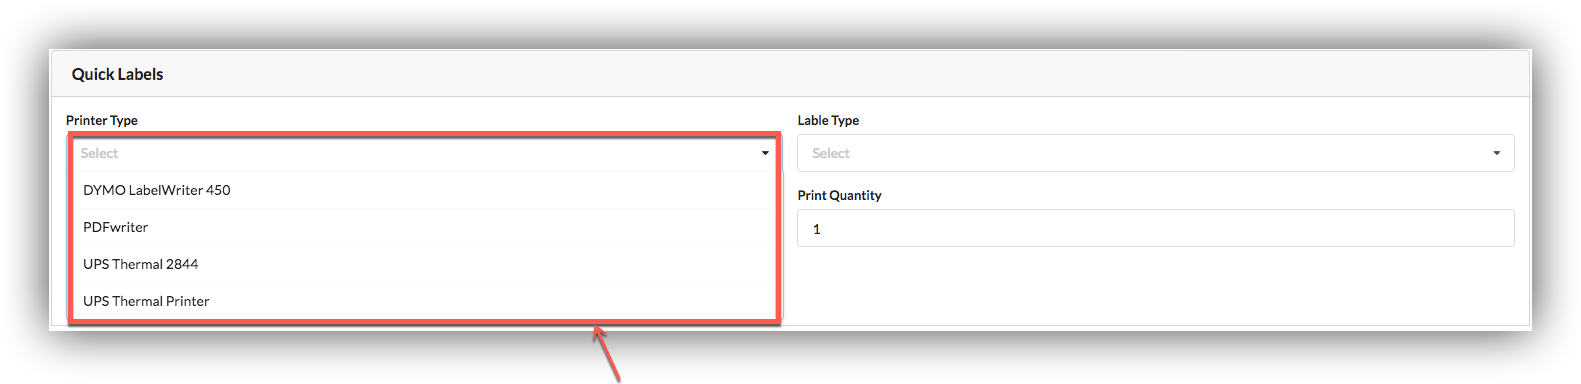 Quick Labels
Printer Type
Select
DYMO LabelWriter 450
PDFwriter
UPS Thermal 2844
UPS Thermal Printer
Lable Type
Select
Print Quantity
1